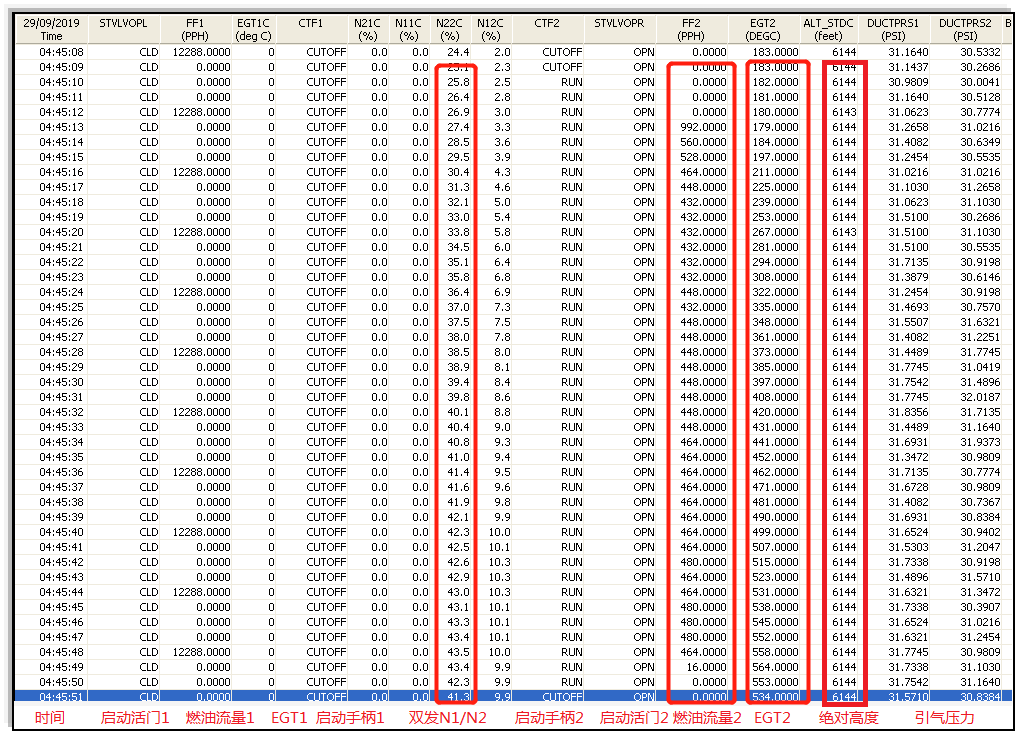 29/09/2019 STVLVOPL FF1 EGT1C CTF1 N21C N11C N22C N12C CTF2 STVLVOPR FF2 EGT2 ALT_STDC DUCTPRS1 DUCTPRS2 B
Time (PPH) (deg C) (%) (%) (%) (%) (PPH) (DEGC) (feet) (PSI) (PSI)
04:45:08 CLD 12288.0000 0 CUTOFF 0.0 0.0 24.4 2.0 CUTOFF OPN 0.0000 183.0000 6144 31.1640 30.5332
04:45:09 CLD 0.0000 0 CUTOFF 0.0 0.0 25.1 2.3 CUTOFF OPN 0.0000 183.0000 6144 31.1437 30.2686
04:45:10 CLD 0.0000 0 CUTOFF 0.0 0.0 25.8 2.5 RUN OPN 0.0000 182.0000 6144 30.9809 30.0041
04:45:11 CLD 0.0000 0 CUTOFF 0.0 0.0 26.4 2.8 RUN OPN 0.0000 181.0000 6144 31.1640 30.5128
04:45:12 CLD 12288.0000 0 CUTOFF 0.0 0.0 26.9 3.0 RUN OPN 0.0000 180.0000 6143 31.0623 30.7774
04:45:13 CLD 0.0000 0 CUTOFF 0.0 0.0 27.4 3.3 RUN OPN 992.0000 179.0000 6144 31.2658 31.0216
04:45:14 CLD 0.0000 0 CUTOFF 0.0 0.0 28.5 3.6 RUN OPN 560.0000 184.0000 6144 31.4082 30.6349
04:45:15 CLD 0.0000 0 CUTOFF 0.0 0.0 29.5 3.9 RUN OPN 528.0000 197.0000 6144 31.2454 30.5535
04:45:16 CLD 12288.0000 0 CUTOFF 0.0 0.0 30.4 4.3 RUN OPN 464.0000 211.0000 6144 31.0216 31.0216
04:45:17 CLD 0.0000 0 CUTOFF 0.0 0.0 31.3 4.6 RUN OPN 448.0000 225.0000 6144 31.1030 31.2658
04:45:18 CLD 0.0000 0 CUTOFF 0.0 0.0 32.1 5.0 RUN OPN 432.0000 239.0000 6144 31.0623 31.1030
04:45:19 CLD 0.0000 0 CUTOFF 0.0 0.0 33.0 5.4 RUN OPN 432.0000 253.0000 6144 31.5100 30.2686
04:45:20 CLD 12288.0000 0 CUTOFF 0.0 0.0 33.8 5.8 RUN OPN 432.0000 267.0000 6143 31.5100 31.1030
04:45:21 CLD 0.0000 0 CUTOFF 0.0 0.0 34.5 6.0 RUN OPN 432.0000 281.0000 6144 31.5100 30.5535
04:45:22 CLD 0.0000 0 CUTOFF 0.0 0.0 35.1 6.4 RUN OPN 432.0000 294.0000 6144 31.7135 30.9198
04:45:23 CLD 0.0000 0 CUTOFF 0.0 0.0 35.8 6.8 RUN OPN 432.0000 308.0000 6144 31.3879 30.6146
04:45:24 CLD 12288.0000 0 CUTOFF 0.0 0.0 36.4 6.9 RUN OPN 448.0000 322.0000 6144 31.2454 30.9198
04:45:25 CLD 0.0000 0 CUTOFF 0.0 0.0 37.0 7.3 RUN OPN 432.0000 335.0000 6144 31.4693 30.7570
04:45:26 CLD 0.0000 0 CUTOFF 0.0 0.0 37.5 7.5 RUN OPN 448.0000 348.0000 6144 31.5507 31.6321
04:45:27 CLD 0.0000 0 CUTOFF 0.0 0.0 38.0 7.8 RUN OPN 448.0000 361.0000 6144 31.4082 31.2251
04:45:28 CLD 12288.0000 0 CUTOFF 0.0 0.0 38.5 8.0 RUN OPN 448.0000 373.0000 6144 31.4489 31.7745
04:45:29 CLD 0.0000 0 CUTOFF 0.0 0.0 38.9 8.1 RUN OPN 448.0000 385.0000 6144 31.7745 31.0419
04:45:30 CLD 0.0000 0 CUTOFF 0.0 0.0 39.4 8.4 RUN OPN 448.0000 397.0000 6144 31.7542 31.4896
04:45:31 CLD 0.0000 0 CUTOFF 0.0 0.0 39.8 8.6 RUN OPN 448.0000 408.0000 6144 31.7745 32.0187
04:45:32 CLD 12288.0000 0 CUTOFF 0.0 0.0 40.1 8.8 RUN OPN 448.0000 420.0000 6144 31.8356 31.7135
04:45:33 CLD 0.0000 0 CUTOFF 0.0 0.0 40.4 9.0 RUN OPN 448.0000 431.0000 6144 31.4489 31.1640
04:45:34 CLD 0.0000 0 CUTOFF 0.0 0.0 40.8 9.3 RUN OPN 464.0000 441.0000 6144 31.6931 31.9373
04:45:35 CLD 0.0000 0 CUTOFF 0.0 0.0 41.0 9.4 RUN OPN 464.0000 452.0000 6144 31.3472 30.9809
04:45:36 CLD 12288.0000 0 CUTOFF 0.0 0.0 41.4 9.5 RUN OPN 464.0000 462.0000 6144 31.7135 30.7774
04:45:37 CLD 0.0000 0 CUTOFF 0.0 0.0 41.6 9.6 RUN OPN 464.0000 471.0000 6144 31.6728 30.9809
04:45:38 CLD 0.0000 0 CUTOFF 0.0 0.0 41.9 9.8 RUN OPN 464.0000 481.0000 6144 31.4082 30.7367
04:45:39 CLD 0.0000 0 CUTOFF 0.0 0.0 42.1 9.9 RUN OPN 464.0000 490.0000 6144 31.6931 30.8384
04:45:40 CLD 12288.0000 0 CUTOFF 0.0 0.0 42.3 10.0 RUN OPN 464.0000 499.0000 6144 31.6524 30.9402
04:45:41 CLD 0.0000 0 CUTOFF 0.0 0.0 42.5 10.1 RUN OPN 464.0000 507.0000 6144 31.5303 31.2047
04:45:42 CLD 0.0000 0 CUTOFF 0.0 0.0 42.6 10.3 RUN OPN 480.0000 515.0000 6144 31.7338 30.9198
04:45:43 CLD 0.0000 0 CUTOFF 0.0 0.0 42.9 10.3 RUN OPN 464.0000 523.0000 6144 31.4896 31.5710
04:45:44 CLD 12288.0000 0 CUTOFF 0.0 0.0 43.0 10.3 RUN OPN 464.0000 531.0000 6144 31.6321 31.3472
04:45:45 CLD 0.0000 0 CUTOFF 0.0 0.0 43.1 10.1 RUN OPN 480.0000 538.0000 6144 31.7338 30.3907
04:45:46 CLD 0.0000 0 CUTOFF 0.0 0.0 43.3 10.1 RUN OPN 480.0000 545.0000 6144 31.6524 31.0216
04:45:47 CLD 0.0000 0 CUTOFF 0.0 0.0 43.4 10.1 RUN OPN 480.0000 552.0000 6144 31.6321 31.2454
04:45:48 CLD 12288.0000 0 CUTOFF 0.0 0.0 43.5 10.0 RUN OPN 464.0000 558.0000 6144 31.7745 30.9809
04:45:49 CLD 0.0000 0 CUTOFF 0.0 0.0 43.4 9.9 RUN OPN 16.0000 564.0000 6144 31.7338 31.1030
04:45:50 CLD 0.0000 0 CUTOFF 0.0 0.0 42.3 9.9 RUN OPN 0.0000 553.0000 6144 31.7542 31.1640
04:45:51 CLD 0.0000 0 CUTOFF 0.0 0.0 41.3 9.9 CUTOFF OPN 0.0000 534.0000 6144 31.5710 30.8384
时间 启动活门1 燃油流量1 EGT1 启动手柄1 双发N1/N2 启动手柄2 启动活门2 燃油流量2 EGT2 绝对高度 引气压力